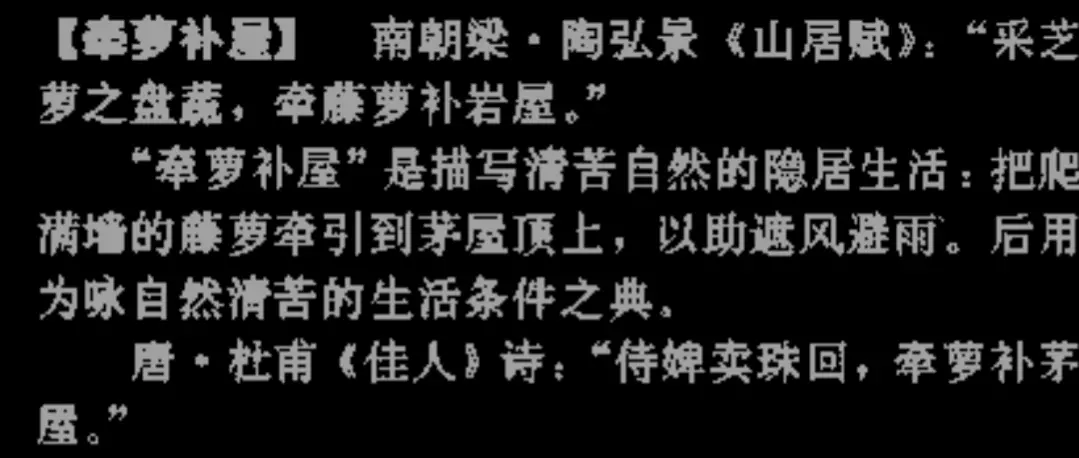 【牵萝补屋】 南朝梁·陶弘景《山居赋》：“采芝
萝之盘蔬，牵藤萝补岩屋。”
“牵萝补屋”是描写清苦自然的隐居生活：把爬
满墙的藤萝牵引到茅屋顶上，以助遮风避雨。后用
为咏自然清苦的生活条件之典。
唐·杜甫《佳人》诗：“侍婢卖珠回，牵萝补茅
屋。”